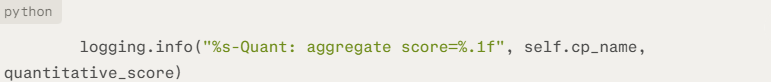 python
logging.info("%s-Quant: aggregate score=%.1f", self.cp_name,
quantitative_score)